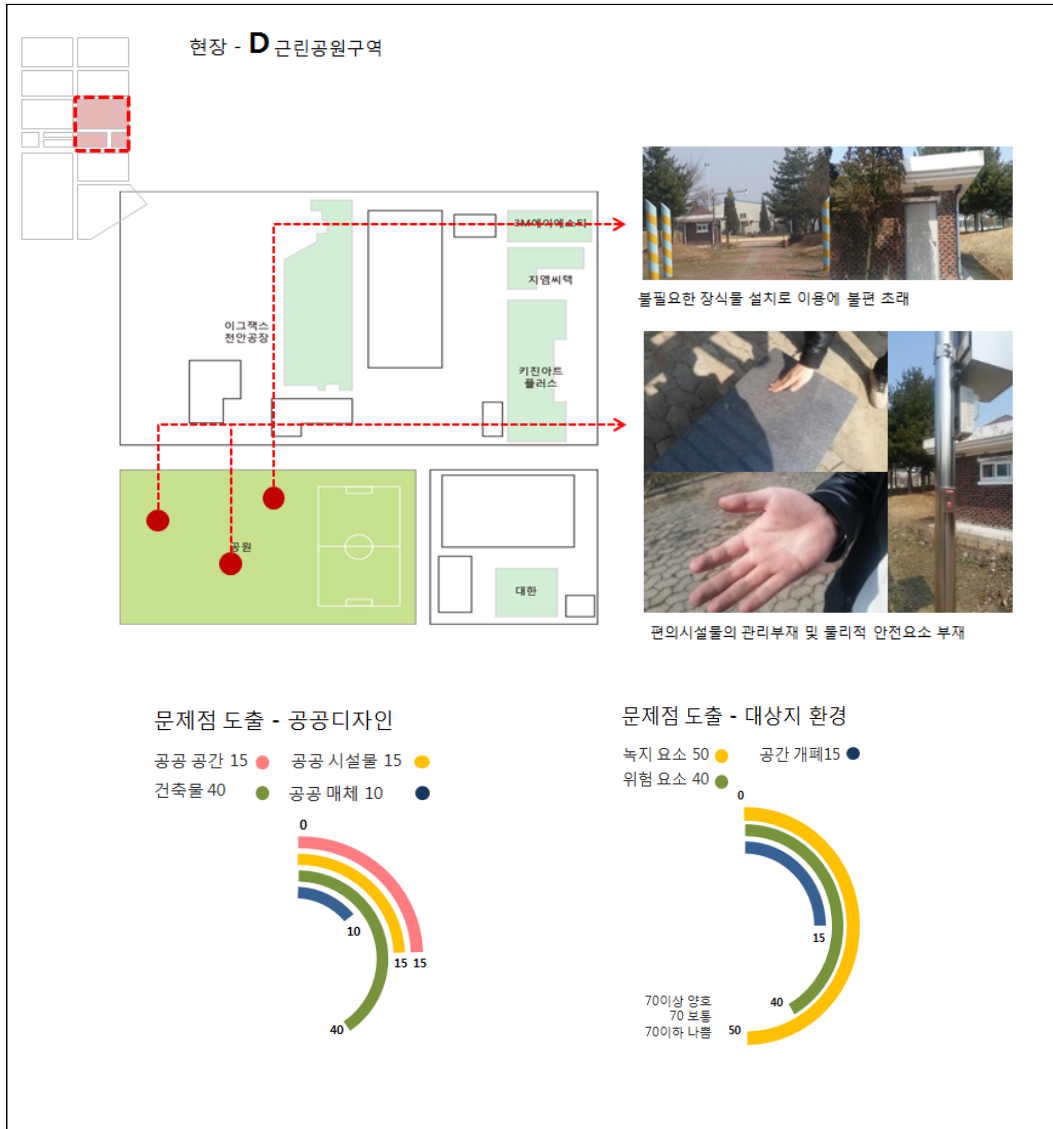 현장 - D 근린공원구역
3M에이에스티
지엠씨텍
불필요한 장식물 설치로 이용에 불편 초래
이그잭스
천안공장
키친아트
플러스
공원
대한
편의시설물의 관리부재 및 물리적 안전요소 부재
문제점 도출 - 공공디자인
공공 공간 15
공공 시설물 15
건축물 40
공공 매체 10
0
10
15
15
40
문제점 도출 - 대상지 환경
녹지 요소 50
공간 개폐15
위험 요소 40
0
15
40
50
70이상 양호
70 보통
70이하 나쁨